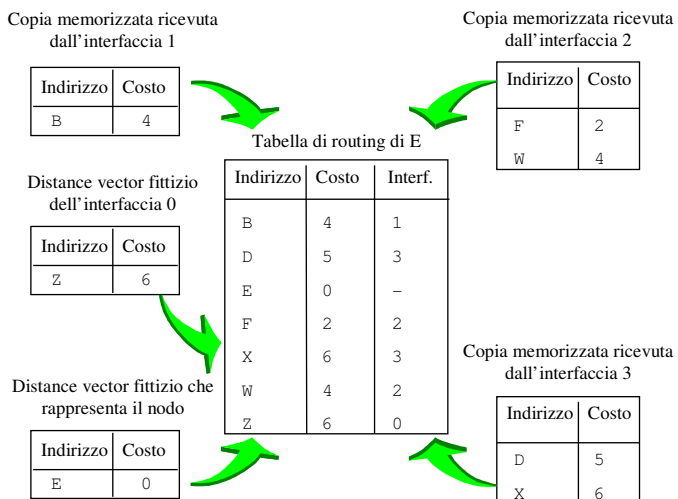 Copia memorizzata ricevuta
dall'interfaccia 1
Indirizzo Costo
B 4
Copia memorizzata ricevuta
dall'interfaccia 2
Indirizzo Costo
F 2
W 4
Distance vector fittizio
dell'interfaccia 0
Indirizzo Costo
Z 6
Tabella di routing di E
Indirizzo Costo Interf.
B 4 1
D 5 3
E 0 –
F 2 2
X 6 3
W 4 2
Z 6 0
Distance vector fittizio che
rappresenta il nodo
Indirizzo Costo
E 0
Copia memorizzata ricevuta
dall'interfaccia 3
Indirizzo Costo
D 5
X 6